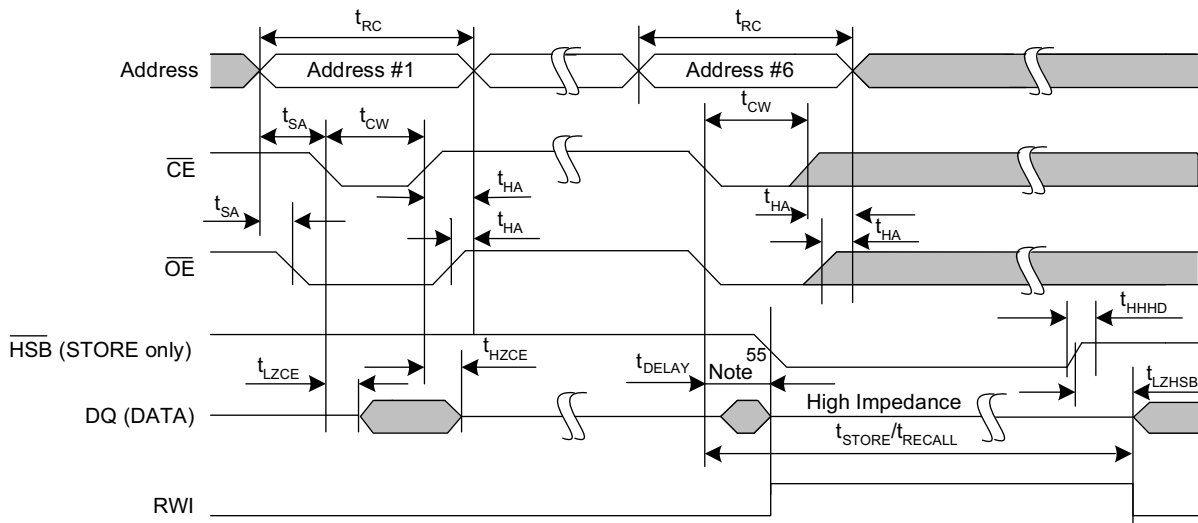 tRC tRC
Address Address #1 Address #6
tCW
tSA tCW
CE
tHA
tSA tHA
tHA tHA
OE
tHHHD
HSB (STORE only)
tHZCE 55
tLZCE tDELAY Note tLZHSB
DQ (DATA) High Impedance
tSTORE/tRECALL
RWI